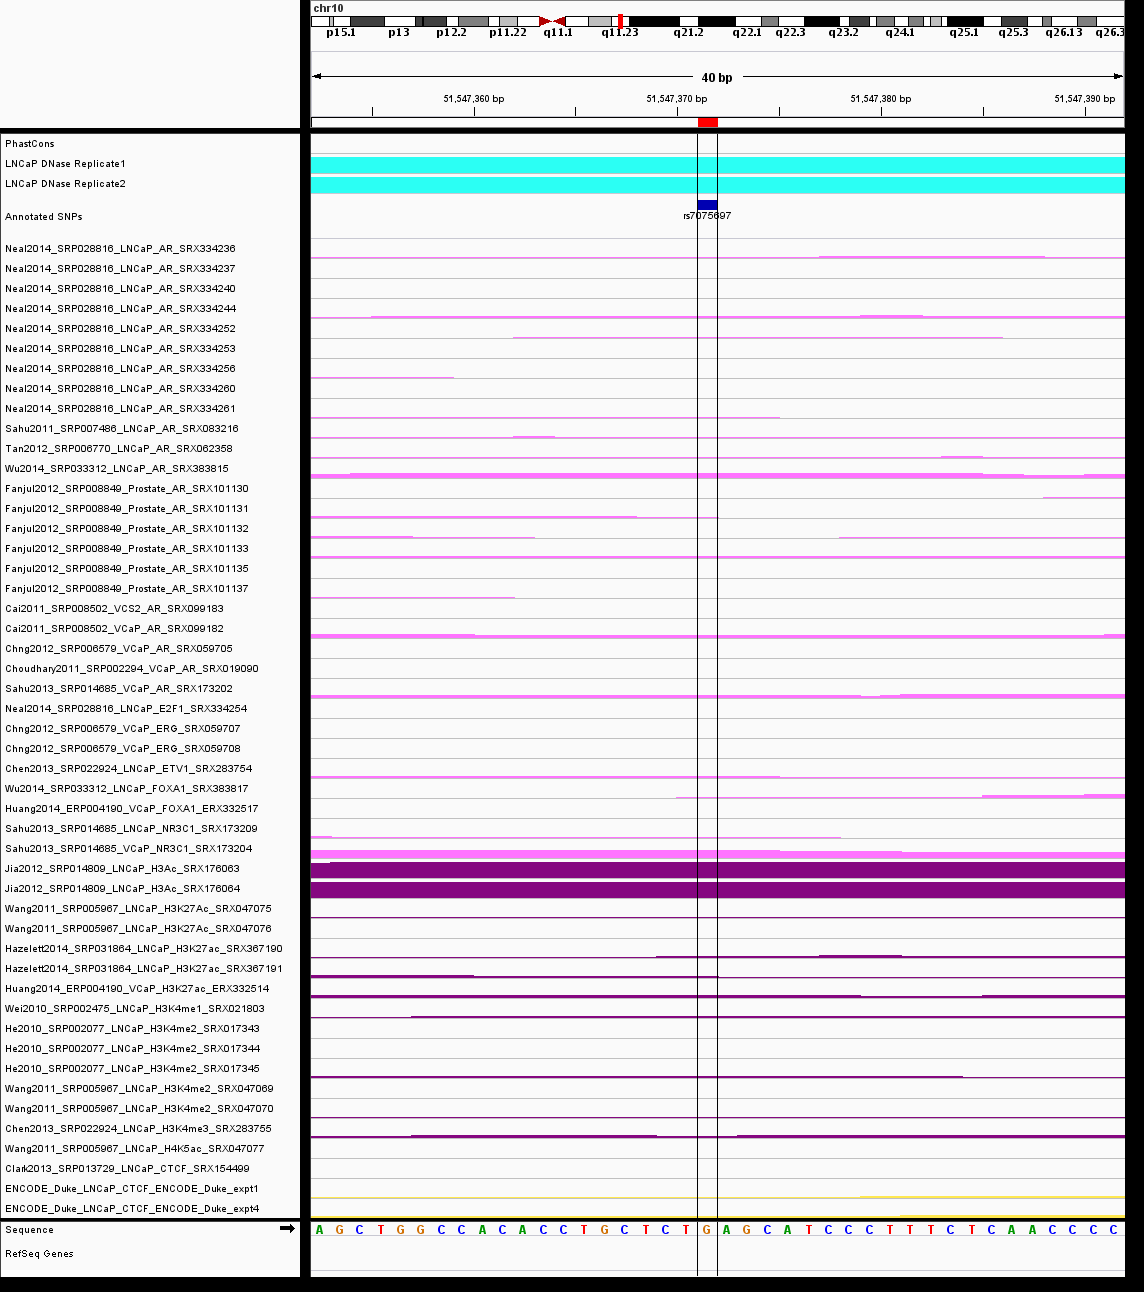 chr10
p15.1 p13 p12.2 p11.22 q11.1 q11.23 q21.2 q22.1 q22.3 q23.2 q24.1 q25.1 q25.3 q26.13 q26.3
40 bp
51,547,360 bp 51,547,370 bp 51,547,380 bp 51,547,390 bp
PhastCons
LNCaP DNase Replicate1
LNCaP DNase Replicate2
Annotated SNPs rs7075697
Neal2014_SRP028816_LNCaP_AR_SRX334236
Neal2014_SRP028816_LNCaP_AR_SRX334237
Neal2014_SRP028816_LNCaP_AR_SRX334240
Neal2014_SRP028816_LNCaP_AR_SRX334244
Neal2014_SRP028816_LNCaP_AR_SRX334252
Neal2014_SRP028816_LNCaP_AR_SRX334253
Neal2014_SRP028816_LNCaP_AR_SRX334256
Neal2014_SRP028816_LNCaP_AR_SRX334260
Neal2014_SRP028816_LNCaP_AR_SRX334261
Sahu2011_SRP007486_LNCaP_AR_SRX083216
Tan2012_SRP006770_LNCaP_AR_SRX062358
Wu2014_SRP033312_LNCaP_AR_SRX383815
Fanjul2012_SRP008849_Prostate_AR_SRX101130
Fanjul2012_SRP008849_Prostate_AR_SRX101131
Fanjul2012_SRP008849_Prostate_AR_SRX101132
Fanjul2012_SRP008849_Prostate_AR_SRX101133
Fanjul2012_SRP008849_Prostate_AR_SRX101135
Fanjul2012_SRP008849_Prostate_AR_SRX101137
Cai2011_SRP008502_VCS2_AR_SRX099183
Cai2011_SRP008502_VCaP_AR_SRX099182
Chng2012_SRP006579_VCaP_AR_SRX059705
Choudhary2011_SRP002294_VCaP_AR_SRX019090
Sahu2013_SRP014685_VCaP_AR_SRX173202
Neal2014_SRP028816_LNCaP_E2F1_SRX334254
Chng2012_SRP006579_VCaP_ERG_SRX059707
Chng2012_SRP006579_VCaP_ERG_SRX059708
Chen2013_SRP022924_LNCaP_ETV1_SRX283754
Wu2014_SRP033312_LNCaP_FOXA1_SRX383817
Huang2014_ERP004190_VCaP_FOXA1_ERX332517
Sahu2013_SRP014685_LNCaP_NR3C1_SRX173209
Sahu2013_SRP014685_VCaP_NR3C1_SRX173204
Jia2012_SRP014809_LNCaP_H3Ac_SRX176063
Jia2012_SRP014809_LNCaP_H3Ac_SRX176064
Wang2011_SRP005967_LNCaP_H3K27Ac_SRX047075
Wang2011_SRP005967_LNCaP_H3K27Ac_SRX047076
Hazelett2014_SRP031864_LNCaP_H3K27ac_SRX367190
Hazelett2014_SRP031864_LNCaP_H3K27ac_SRX367191
Huang2014_ERP004190_VCaP_H3K27ac_ERX332514
Wei2010_SRP002475_LNCaP_H3K4me1_SRX021803
He2010_SRP002077_LNCaP_H3K4me2_SRX017343
He2010_SRP002077_LNCaP_H3K4me2_SRX017344
He2010_SRP002077_LNCaP_H3K4me2_SRX017345
Wang2011_SRP005967_LNCaP_H3K4me2_SRX047069
Wang2011_SRP005967_LNCaP_H3K4me2_SRX047070
Chen2013_SRP022924_LNCaP_H3K4me3_SRX283755
Wang2011_SRP005967_LNCaP_H4K5ac_SRX047077
Clark2013_SRP013729_LNCaP_CTCF_SRX154499
ENCODE_Duke_LNCaP_CTCF_ENCODE_Duke_expt1
ENCODE_Duke_LNCaP_CTCF_ENCODE_Duke_expt4
Sequence A G C T G G C C A C A C C T G C T C T G A G C A T C C C T T T C T C A A C C C C
RefSeq Genes